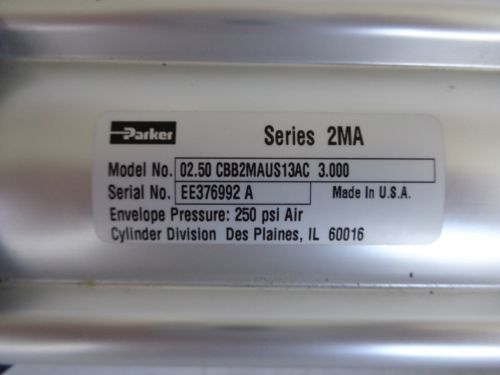 Parker
Series 2MA
Model No. 02.50 CBB2MAUS13AC 3.000
Serial No. EE376992 A Made In U.S.A.
Envelope Pressure: 250 psi Air
Cylinder Division Des Plaines, IL 60016